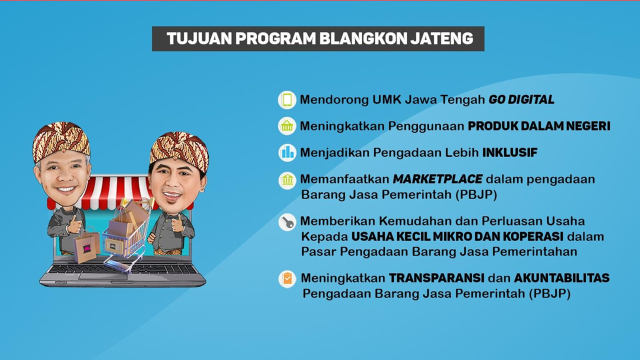 TUJUAN PROGRAM BLANGKON JATENG
Mendorong UMK Jawa Tengah GO DIGITAL
Meningkatkan Penggunaan PRODUK DALAM NEGERI
Menjadikan Pengadaan Lebih INKLUSIF
Memanfaatkan MARKETPLACE dalam pengadaan
Barang Jasa Pemerintah (PBJP)
Memberikan Kemudahan dan Perluasan Usaha
Kepada USAHA KECIL MIKRO DAN KOPERASI dalam
Pasar Pengadaan Barang Jasa Pemerintahan
Meningkatkan TRANSPARANSI dan AKUNTABILITAS
Pengadaan Barang Jasa Pemerintah (PBJP)